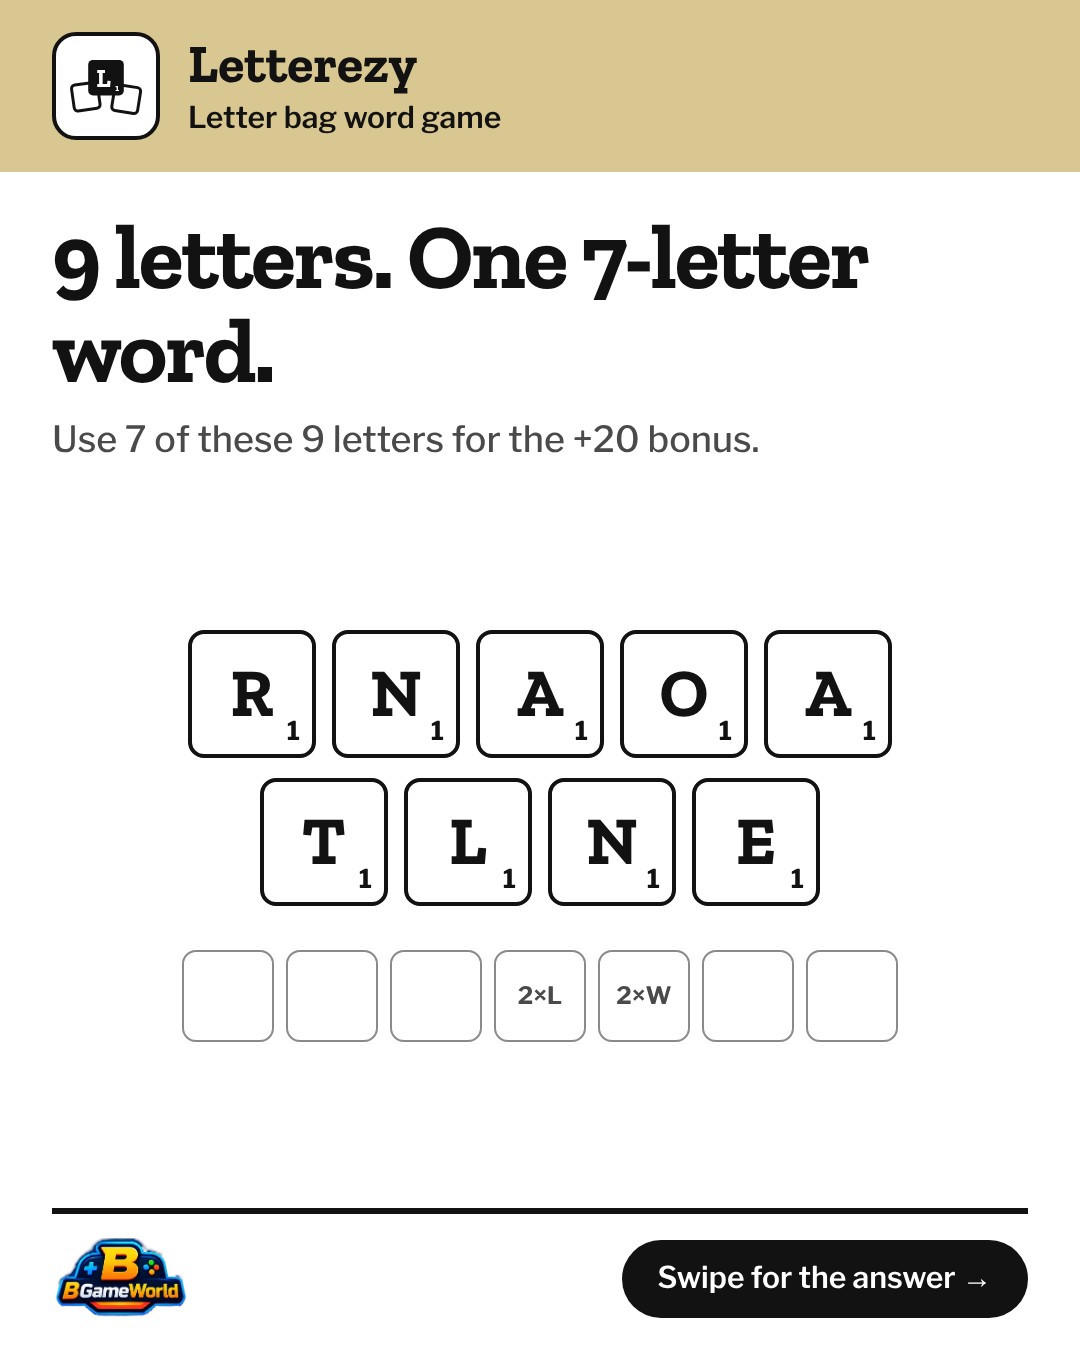 L 1
Letterezy
Letter bag word game
9 letters. One 7-letter
word.
Use 7 of these 9 letters for the +20 bonus.
R 1 N 1 A 1 O 1 A 1
T 1 L 1 N 1 E 1
2×L 2×W
B
BGameWorld
Swipe for the answer →